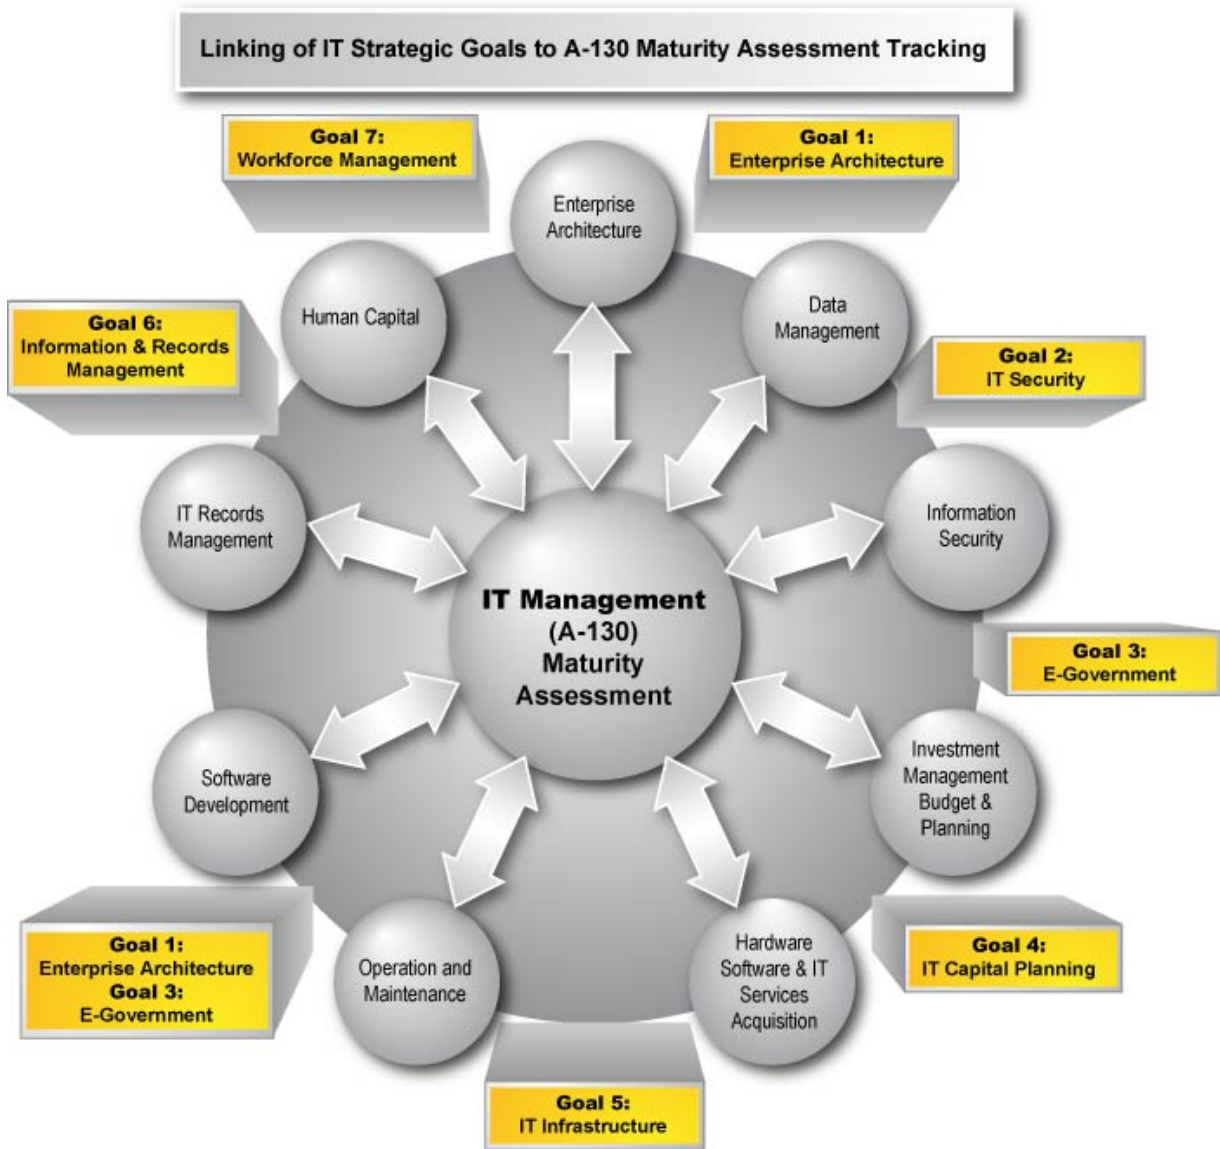 Linking of IT Strategic Goals to A-130 Maturity Assessment Tracking
Goal 7:
Workforce Management
Goal 1:
Enterprise Architecture
Enterprise
Architecture
Human Capital
Data
Management
Goal 6:
Information & Records
Management
Goal 2:
IT Security
IT Records
Management
Information
Security
IT Management
(A-130)
Maturity
Assessment
Goal 3:
E-Government
Software
Development
Investment
Management
Budget &
Planning
Goal 1:
Enterprise Architecture
Goal 3:
E-Government
Operation and
Maintenance
Hardware
Software & IT
Services
Acquisition
Goal 4:
IT Capital Planning
Goal 5:
IT Infrastructure